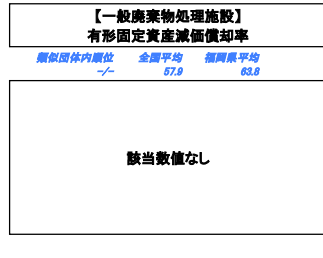 【一般廃棄物処理施設】
有形固定資産減価償却率
類似団体内順位 全国平均 福岡県平均
-/- 57.9 63.8
該当数値なし